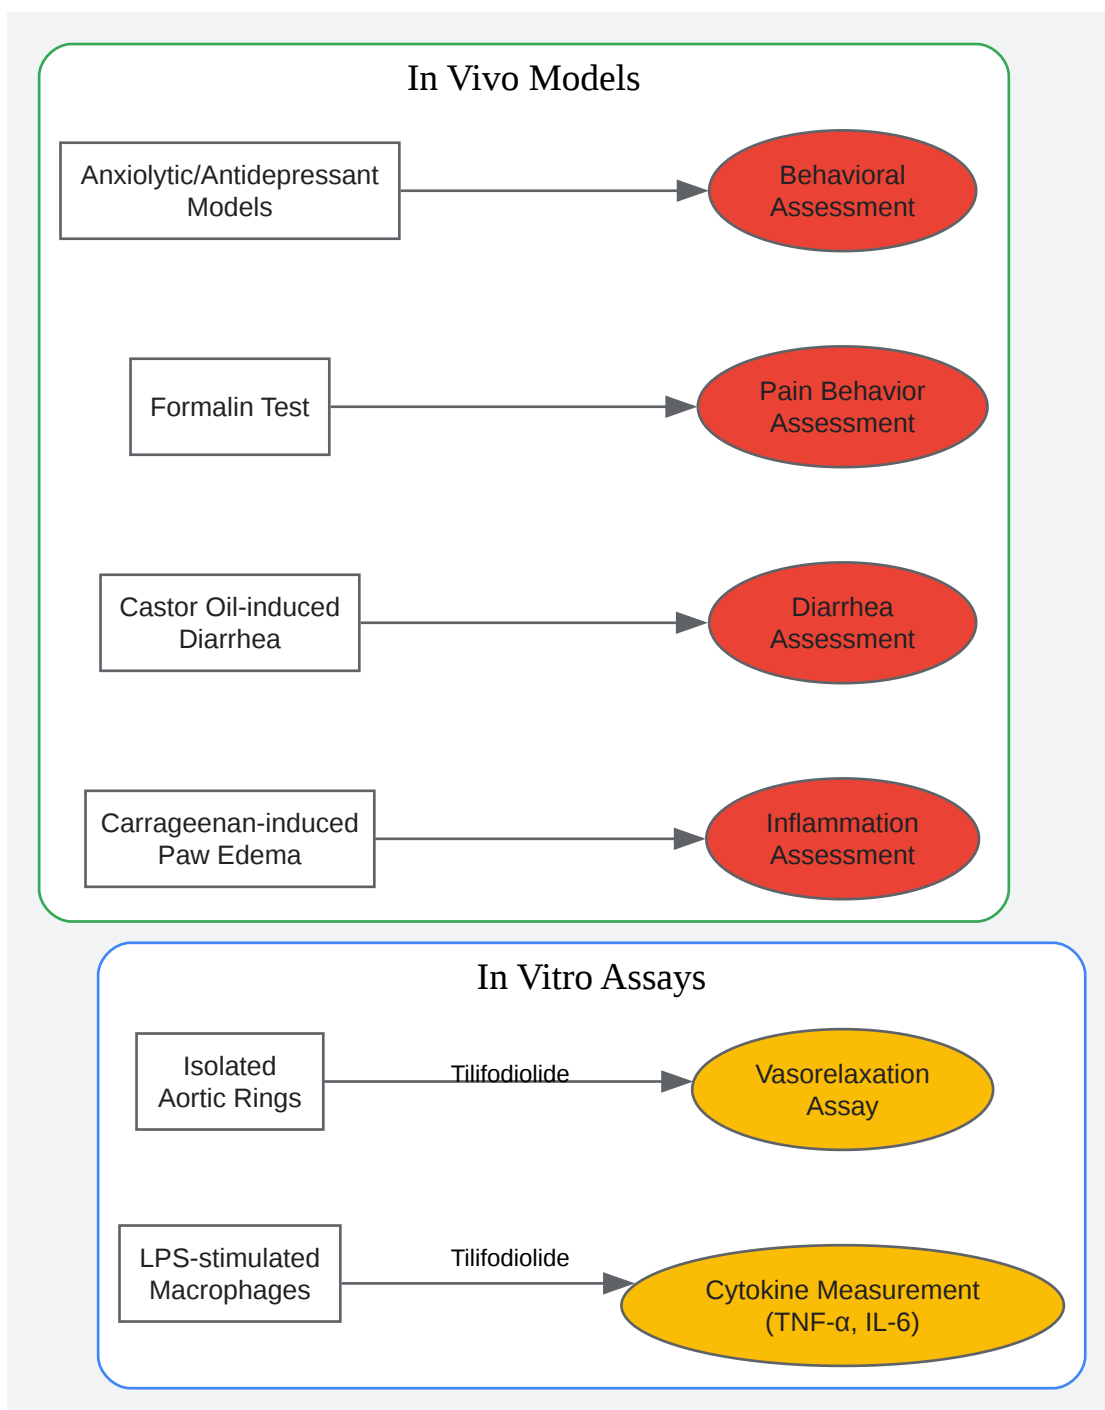 In Vivo Models
Anxiolytic/Antidepressant
Models
Behavioral
Assessment
Formalin Test
Pain Behavior
Assessment
Castor Oil-induced
Diarrhea
Diarrhea
Assessment
Carrageenan-induced
Paw Edema
Inflammation
Assessment
In Vitro Assays
Isolated
Aortic Rings
Tilifodiolide
Vasorelaxation
Assay
LPS-stimulated
Macrophages
Tilifodiolide
Cytokine Measurement
(TNF-α, IL-6)